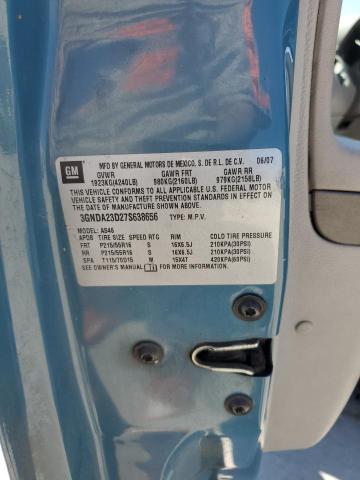 GM
MFD BY GENERAL MOTORS DE MEXICO, S. DE R.L. DE C.V. 06/07
GVWR GAWR FRT GAWR RR
1923KG(4240LB) 980KG(2160LB) 979KG(2158LB)
THIS VEHICLE CONFORMS TO ALL APPLICABLE U.S. FEDERAL MOTOR
VEHICLE SAFETY AND THEFT PREVENTION STANDARDS IN EFFECT ON
THE DATE OF MANUFACTURE SHOWN ABOVE.
3GNDA23D27S638656 TYPE: M.P.V.
MODEL: AS46
APDB TIRE SIZE SPEED RTG RIM COLD TIRE PRESSURE
FRT P215/55R16 S 16X6.5J 210KPA(30PSI)
RR P215/55R16 S 16X6.5J 210KPA(30PSI)
SPA T115/70D15 M 15X4T 420KPA(60PSI)
SEE OWNER'S MANUAL FOR ADDITIONAL INFORMATION.